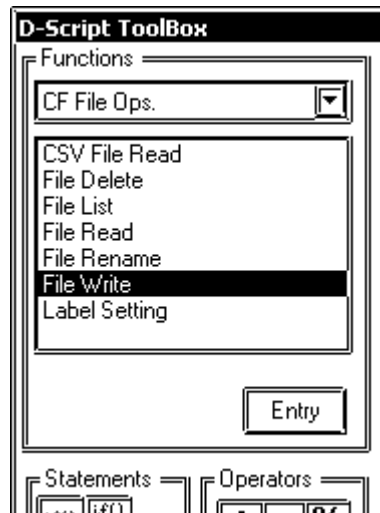 D-Script ToolBox
Functions
CF File Ops.
CSV File Read
File Delete
File List
File Read
File Rename
File Write
Label Setting
Entry
Statements Operators
if()